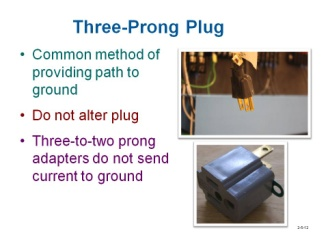 Three-Prong Plug
• Common method of
providing path to
ground
• Do not alter plug
• Three-to-two prong
adapters do not send
current to ground